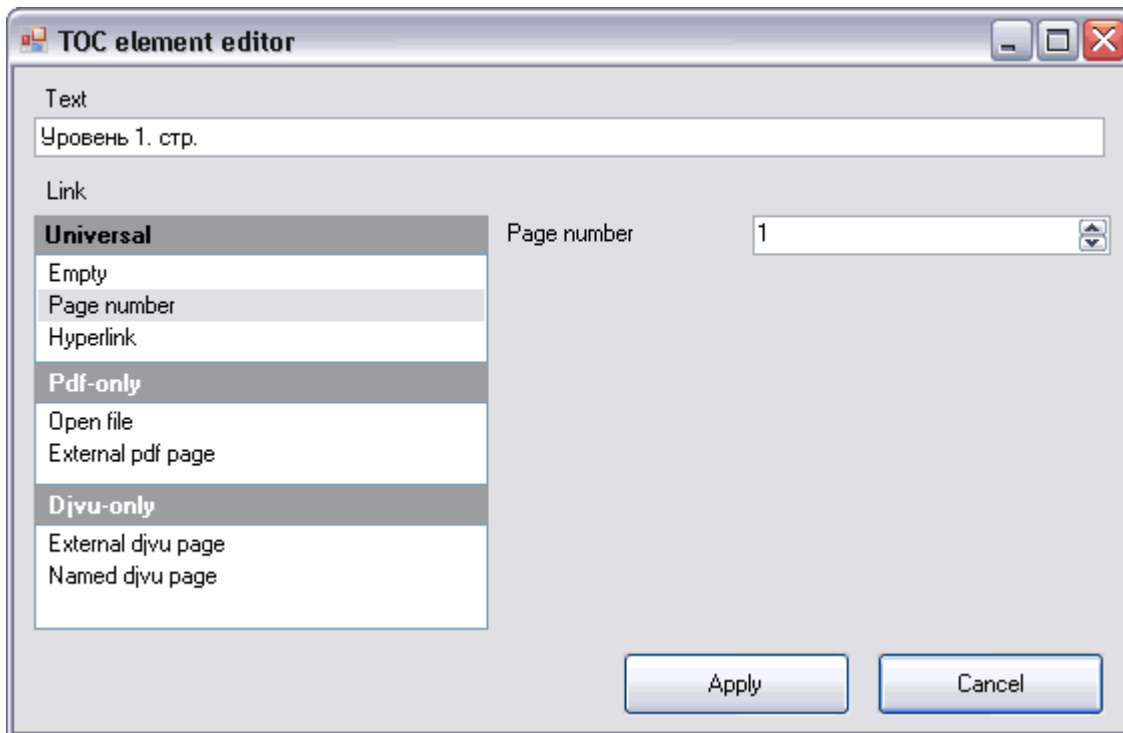 TOC element editor
Text
Уровень 1. стр.
Link
Universal
Empty
Page number
Hyperlink
Pdf-only
Open file
External pdf page
Djvu-only
External djvu page
Named djvu page
Page number
1
Apply
Cancel